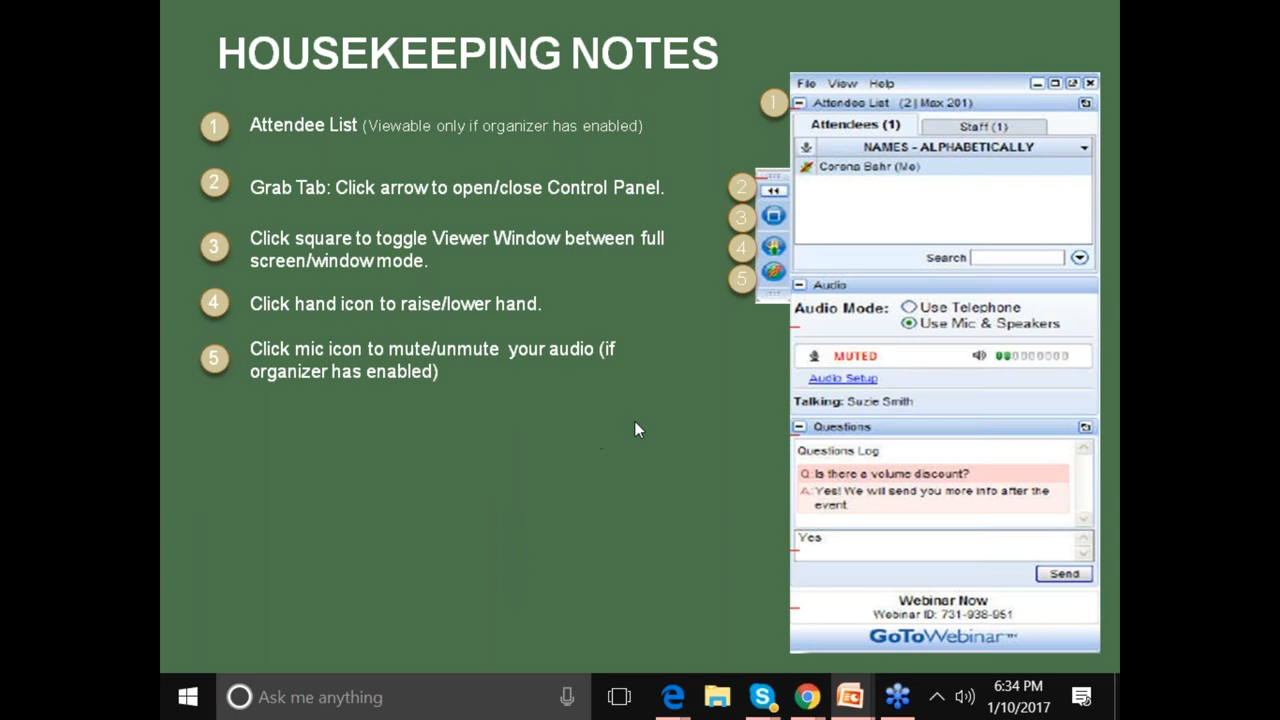 HOUSEKEEPING NOTES
1 Attendee List (Viewable only if organizer has enabled)
2 Grab Tab: Click arrow to open/close Control Panel.
3 Click square to toggle Viewer Window between full
screen/window mode.
4 Click hand icon to raise/lower hand.
5 Click mic icon to mute/unmute your audio (if
organizer has enabled)
1
2
3
4
5
File View Help
Attendee List (2 | Max 201)
Attendees (1) Staff (1)
NAMES - ALPHABETICALLY
Corena Bahr (Me)
Search
Audio
Audio Mode: Use Telephone
Use Mic & Speakers
MUTED
Audio Setup
Talking: Suzie Smith
Questions
Questions Log
Q: Is there a volume discount?
A: Yes! We will send you more info after the
event.
Yes
Send
Webinar Now
Webinar ID: 731-938-951
GoToWebinar™
Ask me anything
6:34 PM
1/10/2017